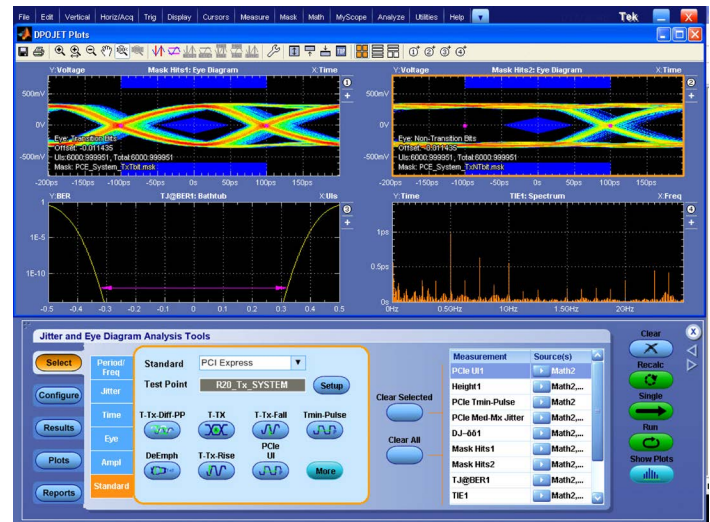 File Edit Vertical Horiz/Acq Trig Display Cursors Measure Mask Math MyScope Analyze Utilities Help Tek
DPOJET Plots
Y:Voltage Mask Hits1: Eye Diagram X:Time
500mV
0V
-500mV
Eye: Transition Bits
Offset: -0.011435
UIs:6000:999951, Total:6000:999951
Mask: PCE_System_TxTbit.msk
-200ps -150ps -100ps -50ps 0s 50ps 100ps 150ps
1
Y:Voltage Mask Hits2: Eye Diagram X:Time
500mV
0V
-500mV
Eye: Non-Transition Bits
Offset: -0.011435
UIs:6000:999951, Total:6000:999951
Mask: PCE_System_TxNTbit.msk
-200ps -150ps -100ps -50ps 0s 50ps 100ps 150ps
2
Y:BER TJ@BER1: Bathtub X:UIs
1E-5
1E-10
-0.5 -0.4 -0.3 -0.2 -0.1 0 0.1 0.2 0.3 0.4 0.5
3
Y:Time TIE1: Spectrum X:Freq
1ps
0.5ps
0s
0Hz 0.50GHz 1GHz 1.50GHz 2GHz
4
Jitter and Eye Diagram Analysis Tools
Select
Configure
Results
Plots
Reports
Period/
Freq
Jitter
Time
Eye
Ampl
Standard
Standard PCI Express
Test Point R20_Tx_SYSTEM Setup
T-Tx-Diff-PP T-TX T-Tx-Fall Tmin-Pulse
DeEmph T-Tx-Rise PCIe
UI
More
Clear Selected
Clear All
Measurement Source(s)
PCIe UI1 Math2
Height1 Math2,...
PCIe Tmin-Pulse Math2
PCIe Med-Mx Jitter Math2
DJ-δδ1 Math2,...
Mask Hits1 Math2,...
Mask Hits2 Math2,...
TJ@BER1 Math2,...
TIE1 Math2,...
Clear
X
Recalc
Single
Run
Show Plots